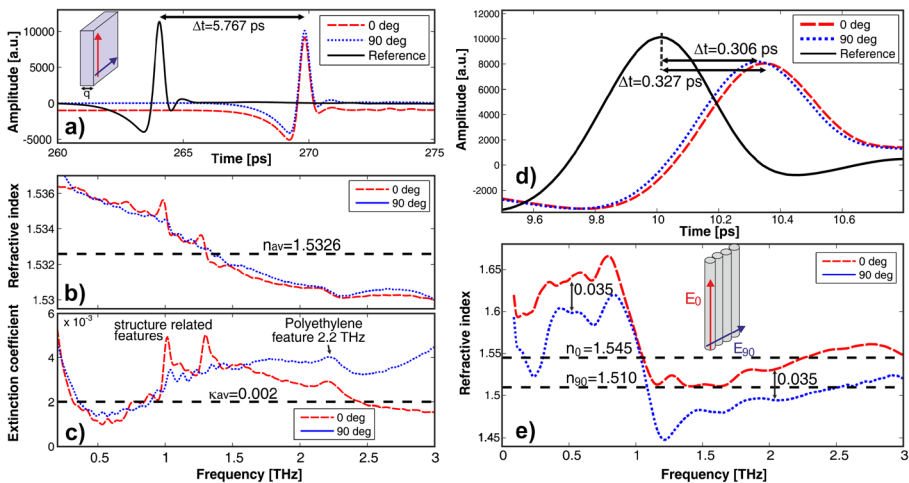 0 deg
90 deg
Reference
Δt=5.767 ps
10000
5000
0
-5000
Amplitude [a.u.]
q
a)
260
265
270
275
Time [ps]
0 deg
90 deg
1.536
1.534
1.532
1.53
Refractive index
nav=1.5326
b)
x 10⁻³
6
4
2
0
Extinction coefficient
structure related
features
Polyethylene
feature 2.2 THz
κav=0.002
0 deg
90 deg
c)
0.5
1
1.5
2
2.5
3
Frequency [THz]
0 deg
90 deg
Reference
Δt=0.306 ps
Δt=0.327 ps
10000
8000
6000
4000
2000
0
-2000
Amplitude [a.u.]
d)
9.6
9.8
10
10.2
10.4
10.6
Time [ps]
0 deg
90 deg
1.65
1.6
1.55
1.5
1.45
Refractive index
0.035
E0
E90
n0=1.545
n90=1.510
0.035
e)
0
0.5
1
1.5
2
2.5
3
Frequency [THz]